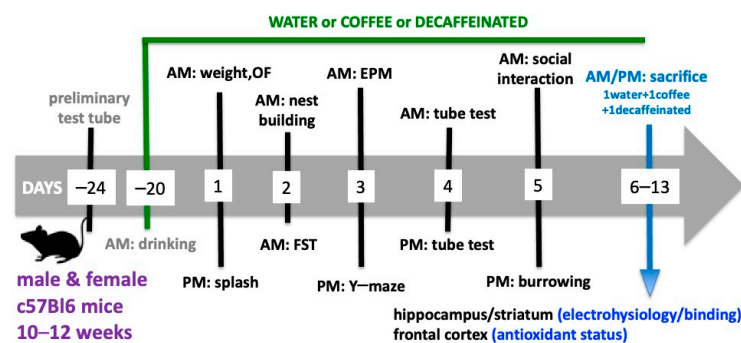 WATER or COFFEE or DECAFFEINATED
preliminary
test tube
AM: weight,OF
AM: nest
building
AM: EPM
AM: tube test
AM: social
interaction
AM/PM: sacrifice
1water+1coffee
+1decaffeinated
DAYS −24 −20 1 2 3 4 5 6−13
AM: drinking
PM: splash
AM: FST
PM: Y−maze
PM: tube test
PM: burrowing
male & female
c57Bl6 mice
10−12 weeks
hippocampus/striatum (electrohysiology/binding)
frontal cortex (antioxidant status)